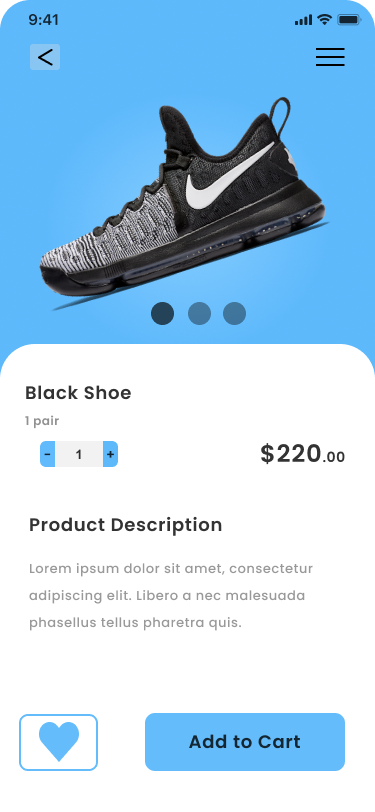 9:41
<
Black Shoe
1 pair
- 1 +
$220.00
Product Description
Lorem ipsum dolor sit amet, consectetur
adipiscing elit. Libero a nec malesuada
phasellus tellus pharetra quis.
Add to Cart